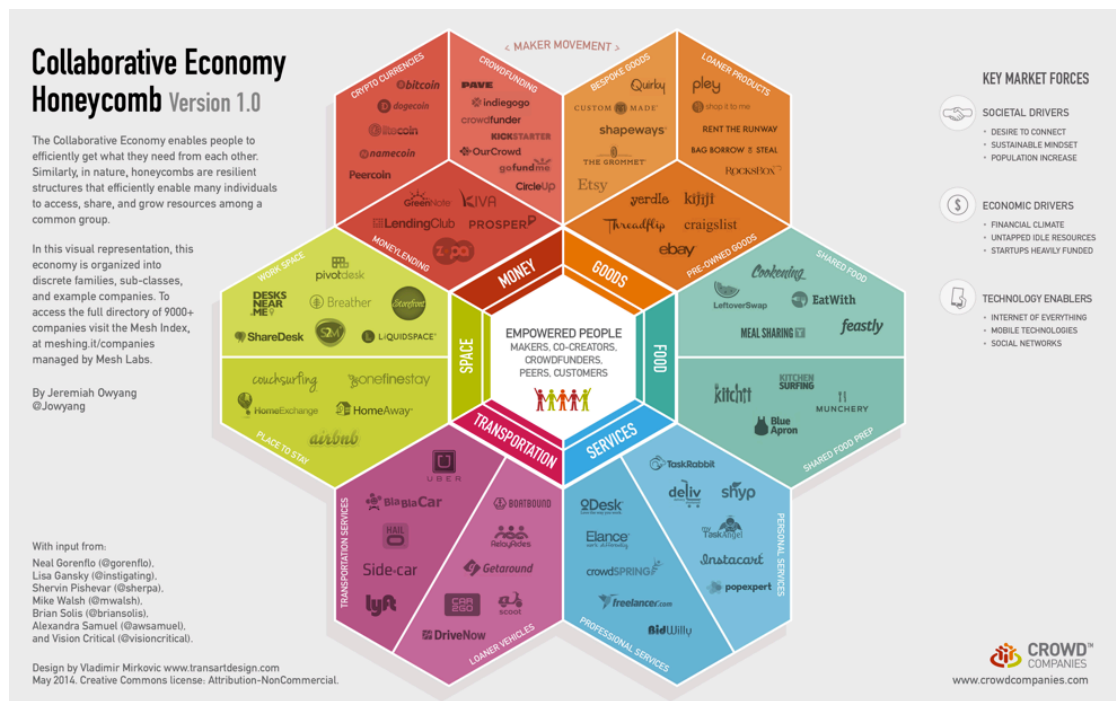 Collaborative Economy
Honeycomb Version 1.0
The Collaborative Economy enables people to
efficiently get what they need from each other.
Similarly, in nature, honeycombs are resilient
structures that efficiently enable many individuals
to access, share, and grow resources among a
common group.
In this visual representation, this
economy is organized into
discrete families, sub-classes,
and example companies. To
access the full directory of 9000+
companies visit the Mesh Index,
at meshing.it/companies
managed by Mesh Labs.
By Jeremiah Owyang
@Jowyang
With input from:
Neal Gorenflo (@gorenflo),
Lisa Gansky (@instigating),
Shervin Pishevar (@sherpa),
Mike Walsh (@mwalsh),
Brian Solis (@briansolis),
Alexandra Samuel (@awsamuel),
and Vision Critical (@visioncritical).
Design by Vladimir Mirkovic www.transartdesign.com
May 2014. Creative Commons license: Attribution-NonCommercial.
< MAKER MOVEMENT >
CRYPTO CURRENCIES
bitcoin
dogecoin
litecoin
namecoin
Peercoin
CROWDFUNDING
PAVE
indiegogo
crowdfunder
KICKSTARTER
OurCrowd
gofundme
CircleUp
GreenNote
KIVA
LendingClub
PROSPER
zopa
MONEYLENDING
MONEY
BESPOKE GOODS
Quirky
CUSTOM MADE
shapeways
THE GROMMET
Etsy
LOANER PRODUCTS
pley
shop it to me
RENT THE RUNWAY
BAG BORROW & STEAL
ROCKSBOX
yerdle
kijiji
Threadflip
craigslist
ebay
PRE-OWNED GOODS
GOODS
WORK SPACE
pivotdesk
DESKS
NEAR
.ME
Breather
Storefront
ShareDesk
LIQUIDSPACE
couchsurfing
onefinestay
HomeExchange
HomeAway
airbnb
PLACE TO STAY
SPACE
EMPOWERED PEOPLE
MAKERS, CO-CREATORS,
CROWDFUNDERS,
PEERS, CUSTOMERS
SHARED FOOD
Cookening
LeftoverSwap
EatWith
MEAL SHARING
feastly
kitchit
KITCHEN
SURFING
MUNCHERY
Blue
Apron
SHARED FOOD PREP
FOOD
TRANSPORTATION
UBER
BlaBlaCar
HAILO
Side-car
lyft
TRANSPORTATION SERVICES
BOATBOUND
RelayRides
Getaround
CAR
2GO
scoot
DriveNow
LOANER VEHICLES
SERVICES
oDesk
Elance
work differently
crowdSPRING
freelancer.com
BidWilly
PROFESSIONAL SERVICES
TaskRabbit
deliv
shyp
my
TaskAngel
Instacart
popexpert
PERSONAL SERVICES
KEY MARKET FORCES
SOCIETAL DRIVERS
• DESIRE TO CONNECT
• SUSTAINABLE MINDSET
• POPULATION INCREASE
$
ECONOMIC DRIVERS
• FINANCIAL CLIMATE
• UNTAPPED IDLE RESOURCES
• STARTUPS HEAVILY FUNDED
TECHNOLOGY ENABLERS
• INTERNET OF EVERYTHING
• MOBILE TECHNOLOGIES
• SOCIAL NETWORKS
CROWD™
COMPANIES
www.crowdcompanies.com